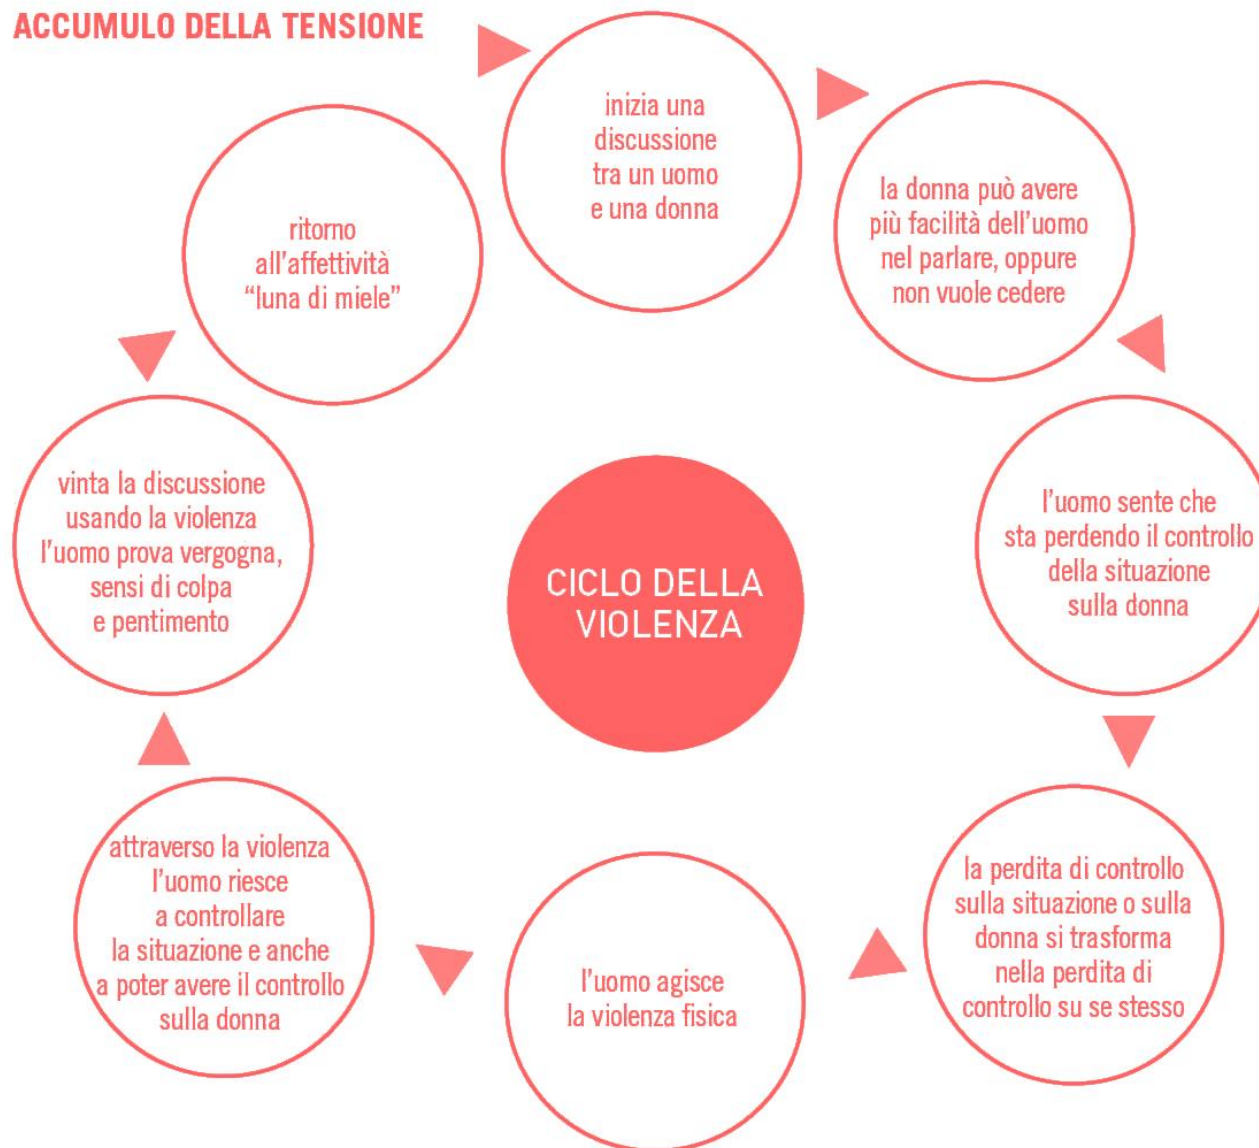 ACCUMULO DELLA TENSIONE
inizia una
discussione
tra un uomo
e una donna
la donna può avere
più facilità dell'uomo
nel parlare, oppure
non vuole cedere
l'uomo sente che
sta perdendo il controllo
della situazione
sulla donna
la perdita di controllo
sulla situazione o sulla
donna si trasforma
nella perdita di
controllo su se stesso
l'uomo agisce
la violenza fisica
attraverso la violenza
l'uomo riesce
a controllare
la situazione e anche
a poter avere il controllo
sulla donna
vinta la discussione
usando la violenza
l'uomo prova vergogna,
sensi di colpa
e pentimento
ritorno
all'affettività
“luna di miele”
CICLO DELLA
VIOLENZA